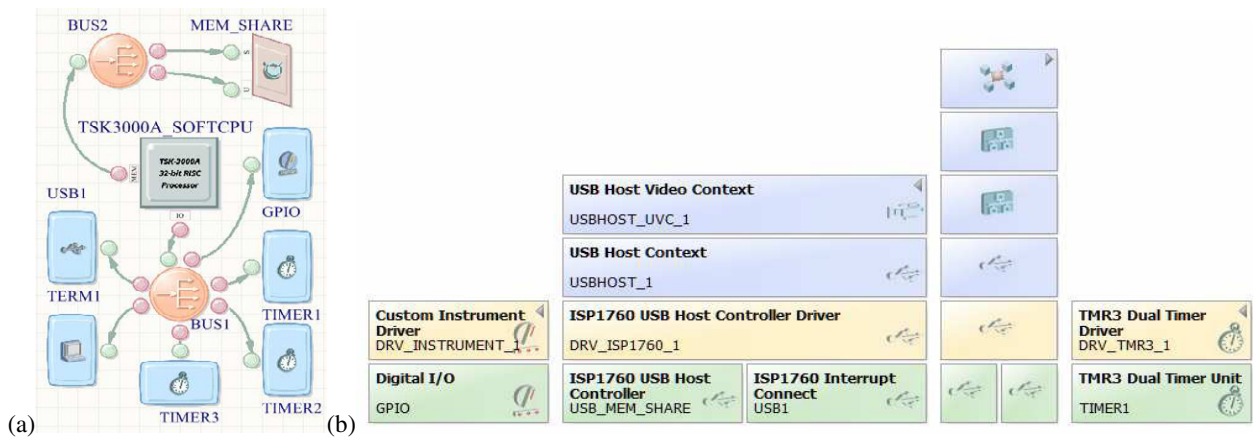 BUS2
MEM_SHARE
S
U
TSK3000A_SOFTCPU
TSK-3000A
32-bit RISC
Processor
MEM
IO
USB1
GPIO
TERM1
BUS1
TIMER1
TIMER3
TIMER2
(a)
(b)
USB Host Video Context
USBHOST_UVC_1
USB Host Context
USBHOST_1
Custom Instrument
Driver
DRV_INSTRUMENT_1
ISP1760 USB Host Controller Driver
DRV_ISP1760_1
TMR3 Dual Timer
Driver
DRV_TMR3_1
Digital I/O
GPIO
ISP1760 USB Host
Controller
USB_MEM_SHARE
ISP1760 Interrupt
Connect
USB1
TMR3 Dual Timer Unit
TIMER1